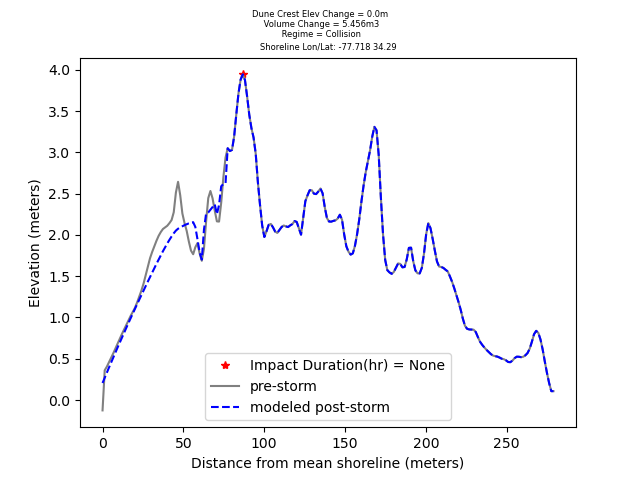 Dune Crest Elev Change = 0.0m
Volume Change = 5.456m3
Regime = Collision
Shoreline Lon/Lat: -77.718 34.29
4.0
3.5
3.0
2.5
2.0
1.5
1.0
0.5
0.0
Elevation (meters)
Impact Duration(hr) = None
pre-storm
modeled post-storm
0 50 100 150 200 250
Distance from mean shoreline (meters)